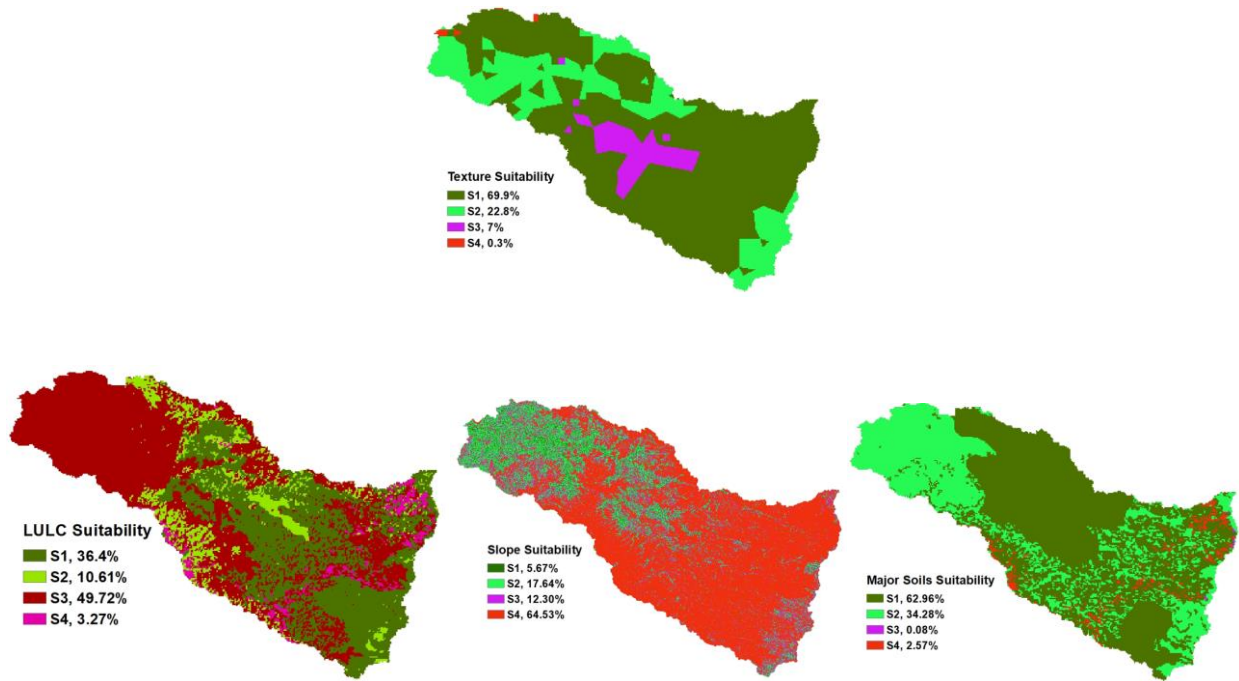 Texture Suitability
S1, 69.9%
S2, 22.8%
S3, 7%
S4, 0.3%
LULC Suitability
S1, 36.4%
S2, 10.61%
S3, 49.72%
S4, 3.27%
Slope Suitability
S1, 5.67%
S2, 17.64%
S3, 12.30%
S4, 64.53%
Major Soils Suitability
S1, 62.96%
S2, 34.28%
S3, 0.08%
S4, 2.57%